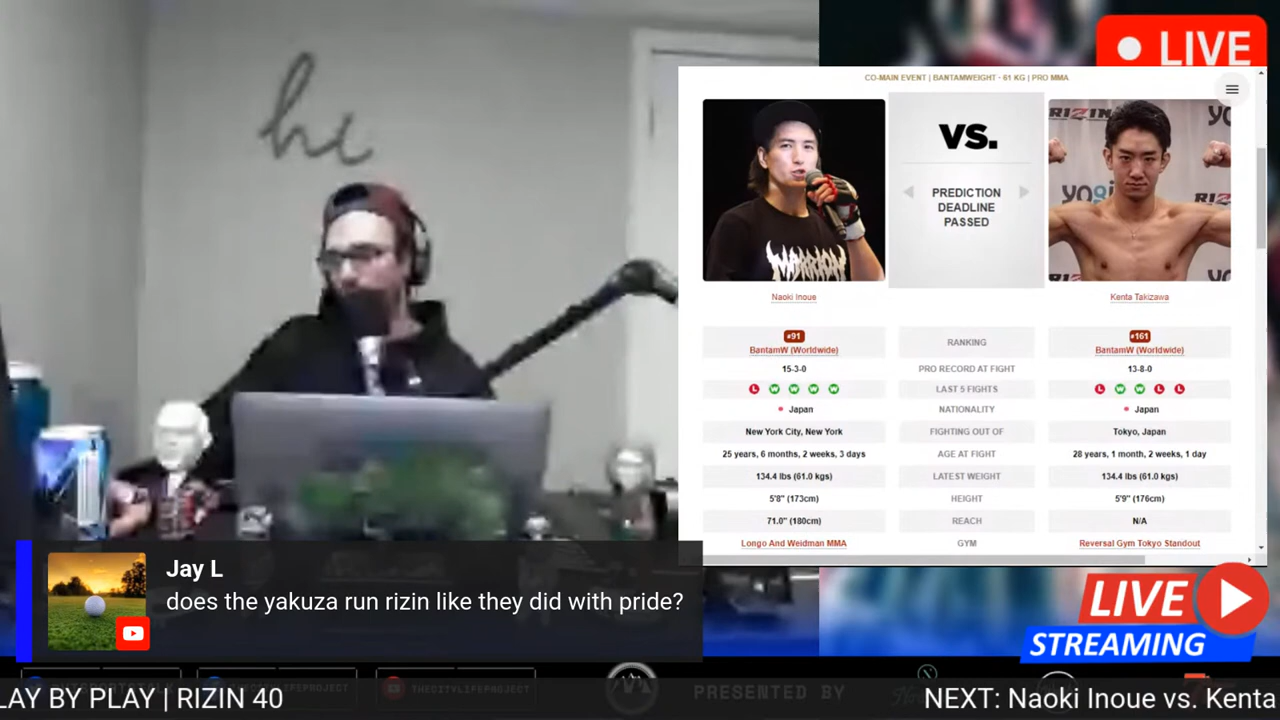 hi
LIVE
CO-MAIN EVENT | BANTAMWEIGHT · 61 KG | PRO MMA
RIZIN
yogi
VS.
PREDICTION
DEADLINE
PASSED
Naoki Inoue
Kenta Takizawa
#91
BantamW (Worldwide)
RANKING
#161
BantamW (Worldwide)
15-3-0
PRO RECORD AT FIGHT
13-8-0
L W W W W
LAST 5 FIGHTS
L W W L L
Japan
NATIONALITY
Japan
New York City, New York
FIGHTING OUT OF
Tokyo, Japan
25 years, 6 months, 2 weeks, 3 days
AGE AT FIGHT
28 years, 1 month, 2 weeks, 1 day
134.4 lbs (61.0 kgs)
LATEST WEIGHT
134.4 lbs (61.0 kgs)
5'8" (173cm)
HEIGHT
5'9" (176cm)
71.0" (180cm)
REACH
N/A
Longo And Weidman MMA
GYM
Reversal Gym Tokyo Standout
Jay L
does the yakuza run rizin like they did with pride?
LIVE
STREAMING
THECITYLIFEPROJECT
PRESENTED BY
LAY BY PLAY | RIZIN 40
NEXT: Naoki Inoue vs. Kenta